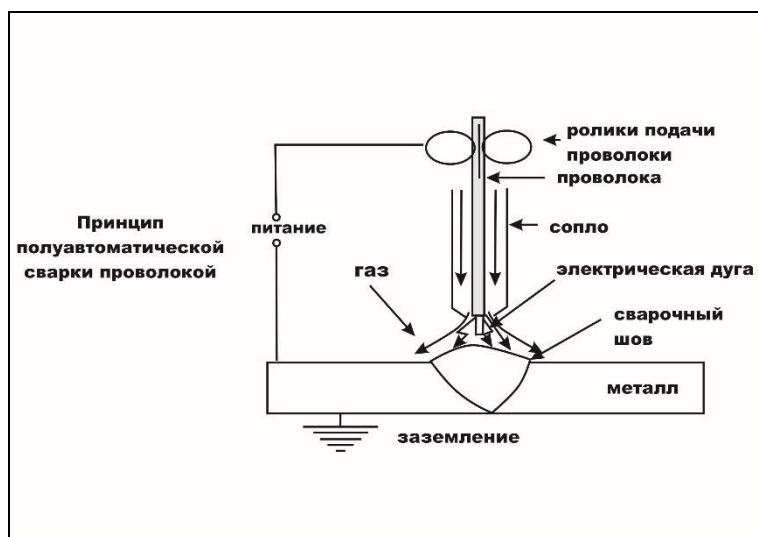 ролики подачи
проволоки
проволока
Принцип
полуавтоматической
сварки проволокой
питание
сопло
газ
электрическая дуга
сварочный
шов
металл
заземление